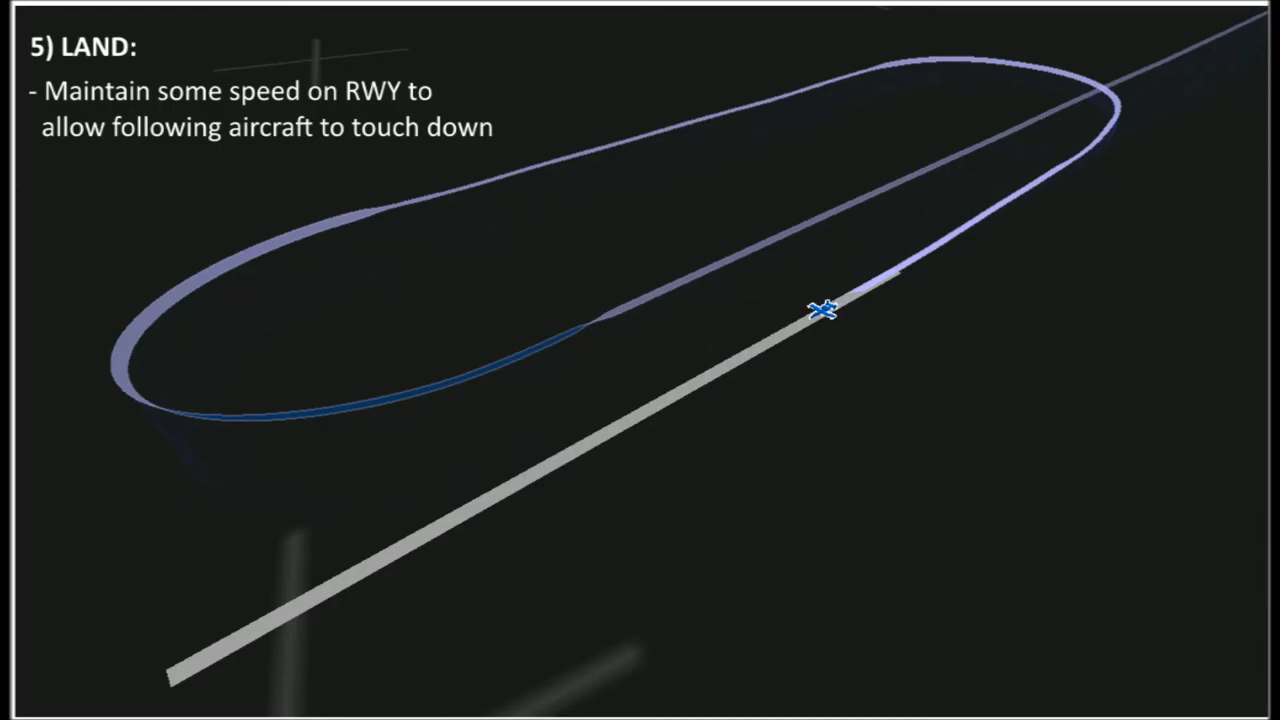 5) LAND:
- Maintain some speed on RWY to
allow following aircraft to touch down